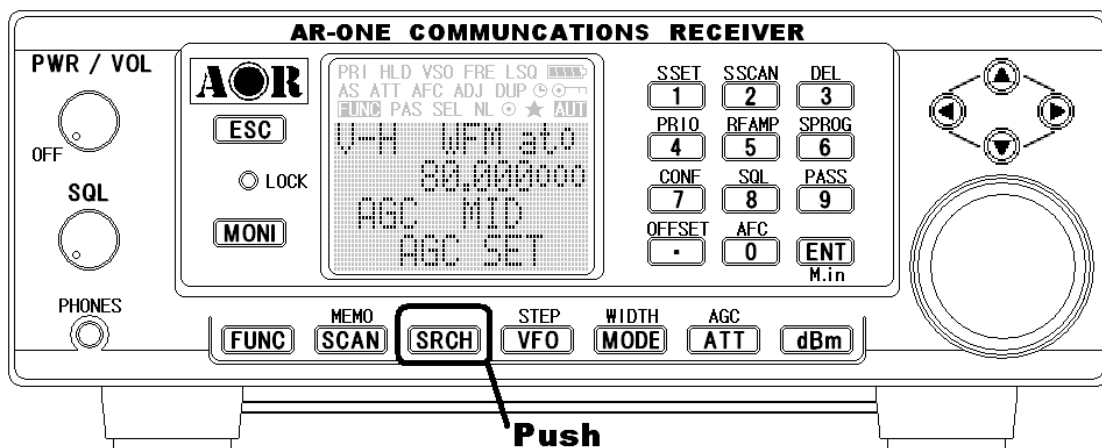 AR-ONE COMMUNCATIONS RECEIVER
PWR / VOL
OFF
SQL
PHONES
AOR
ESC
LOCK
MONI
PRI HLD VSO FRE LSQ
AS ATT AFC ADJ DUP
FUNC PAS SEL NL AUT
V-H WFM ato
80.000000
AGC MID
AGC SET
SSET SSCAN DEL
1 2 3
PRIO RFAMP SPROG
4 5 6
CONF SQL PASS
7 8 9
OFFSET AFC
. 0 ENT
M.in
MEMO STEP WIDTH AGC
FUNC SCAN SRCH VFO MODE ATT dBm
Push